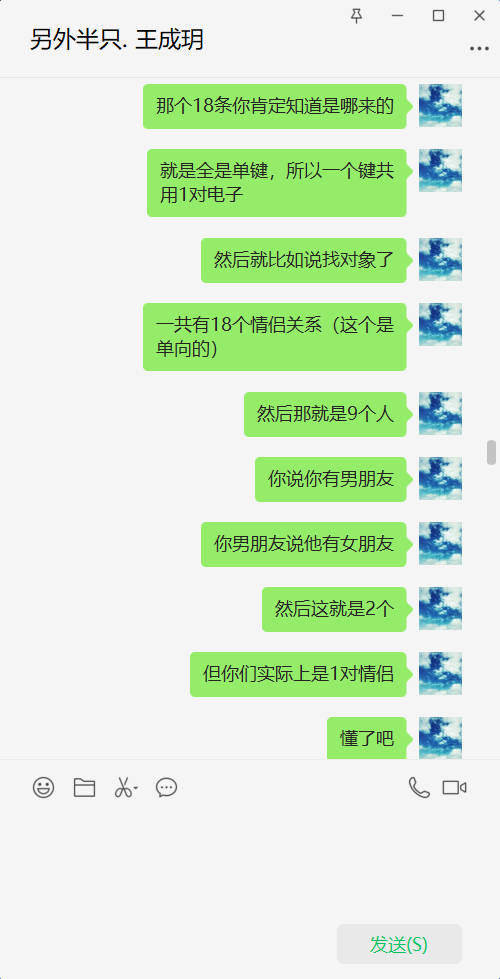 另外半只. 王成玥
那个18条你肯定知道是哪来的
就是全是单键，所以一个键共
用1对电子
然后就比如说找对象了
一共有18个情侣关系（这个是
单向的）
然后那就是9个人
你说你有男朋友
你男朋友说他有女朋友
然后这就是2个
但你们实际上是1对情侣
懂了吧
发送(S)